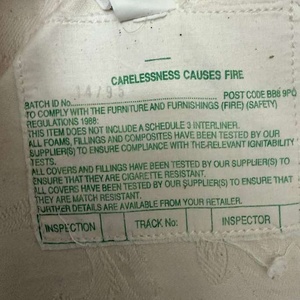 CARELESSNESS CAUSES FIRE
BATCH ID No. 14/95 POST CODE BB8 9PQ
TO COMPLY WITH THE FURNITURE AND FURNISHINGS (FIRE) (SAFETY)
REGULATIONS 1988:
THIS ITEM DOES NOT INCLUDE A SCHEDULE 3 INTERLINER.
ALL FOAMS, FILLINGS AND COMPOSITES HAVE BEEN TESTED BY OUR
SUPPLIER(S) TO ENSURE COMPLIANCE WITH THE RELEVANT IGNITABILITY
TESTS.
ALL COVERS AND FILLINGS HAVE BEEN TESTED BY OUR SUPPLIER(S) TO
ENSURE THAT THEY ARE CIGARETTE RESISTANT.
ALL COVERS HAVE BEEN TESTED BY OUR SUPPLIER(S) TO ENSURE THAT
THEY ARE MATCH RESISTANT.
FURTHER DETAILS ARE AVAILABLE FROM YOUR RETAILER.
INSPECTION TRACK No: INSPECTOR